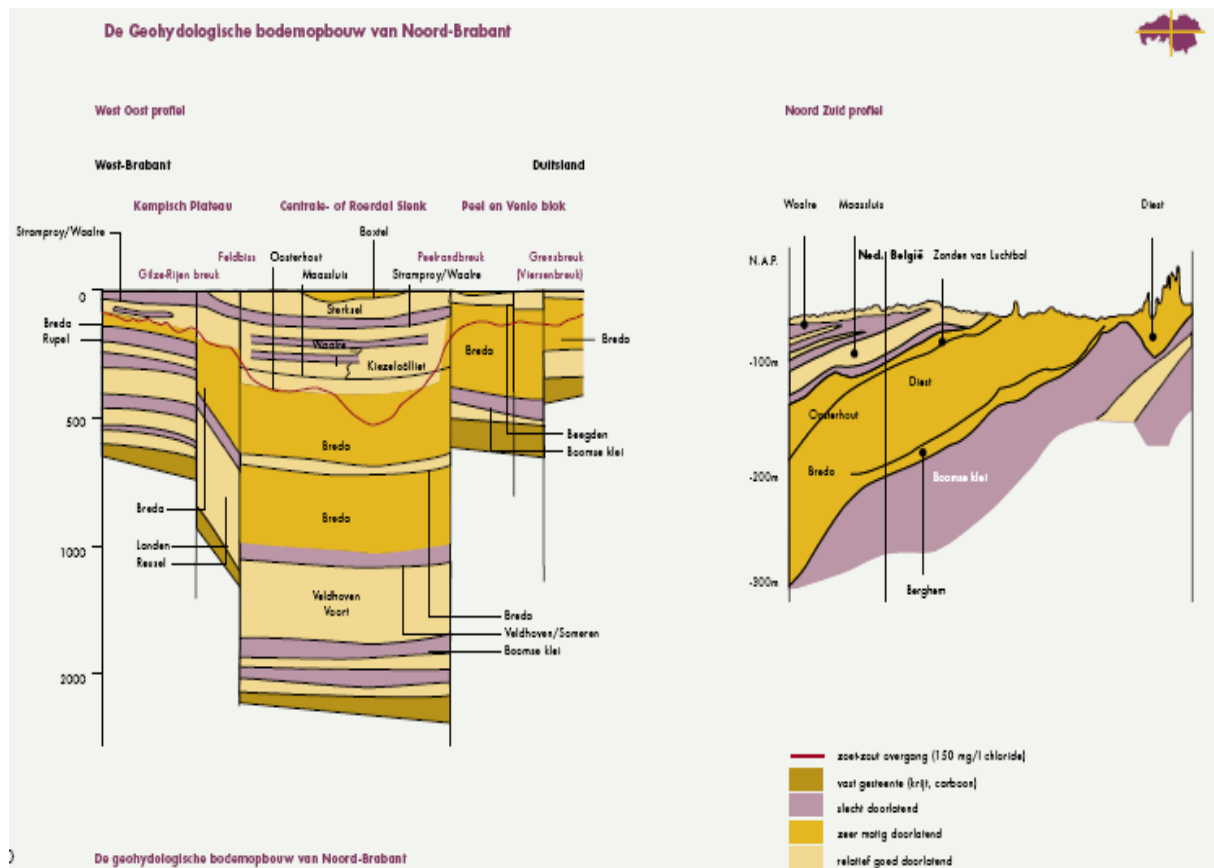 De Geohydologische bodemopbouw van Noord-Brabant
West Oost profiel
West-Brabant
Duitsland
Kempisch Plateau
Centrale- of Roerdal Slenk
Peel en Venlo blok
Stramproy/Waalre
Boxtel
Feldbiss
Oosterhout
Peelrandbreuk
Grensbreuk
Gilze-Rijen breuk
Maassluis
Stramproy/Waalre
(Viersenbreuk)
0
Sterksel
Breda
Rupel
Waalre
Kiezeloöliet
Breda
Breda
500
Beegden
Boomse klei
Breda
Breda
Breda
1000
Landen
Reusel
Veldhoven
Voort
Breda
Veldhoven/Someren
Boomse klei
2000
Noord Zuid profiel
Waalre
Maassluis
Diest
N.A.P.
Ned.
België
Zanden van Luchtbal
-100m
Diest
Oosterhout
-200m
Breda
Boomse klei
-300m
Berghem
zoet-zout overgang (150 mg/l chloride)
vast gesteente (krijt, carboon)
slecht doorlatend
zeer matig doorlatend
relatief goed doorlatend
De geohydologische bodemopbouw van Noord-Brabant